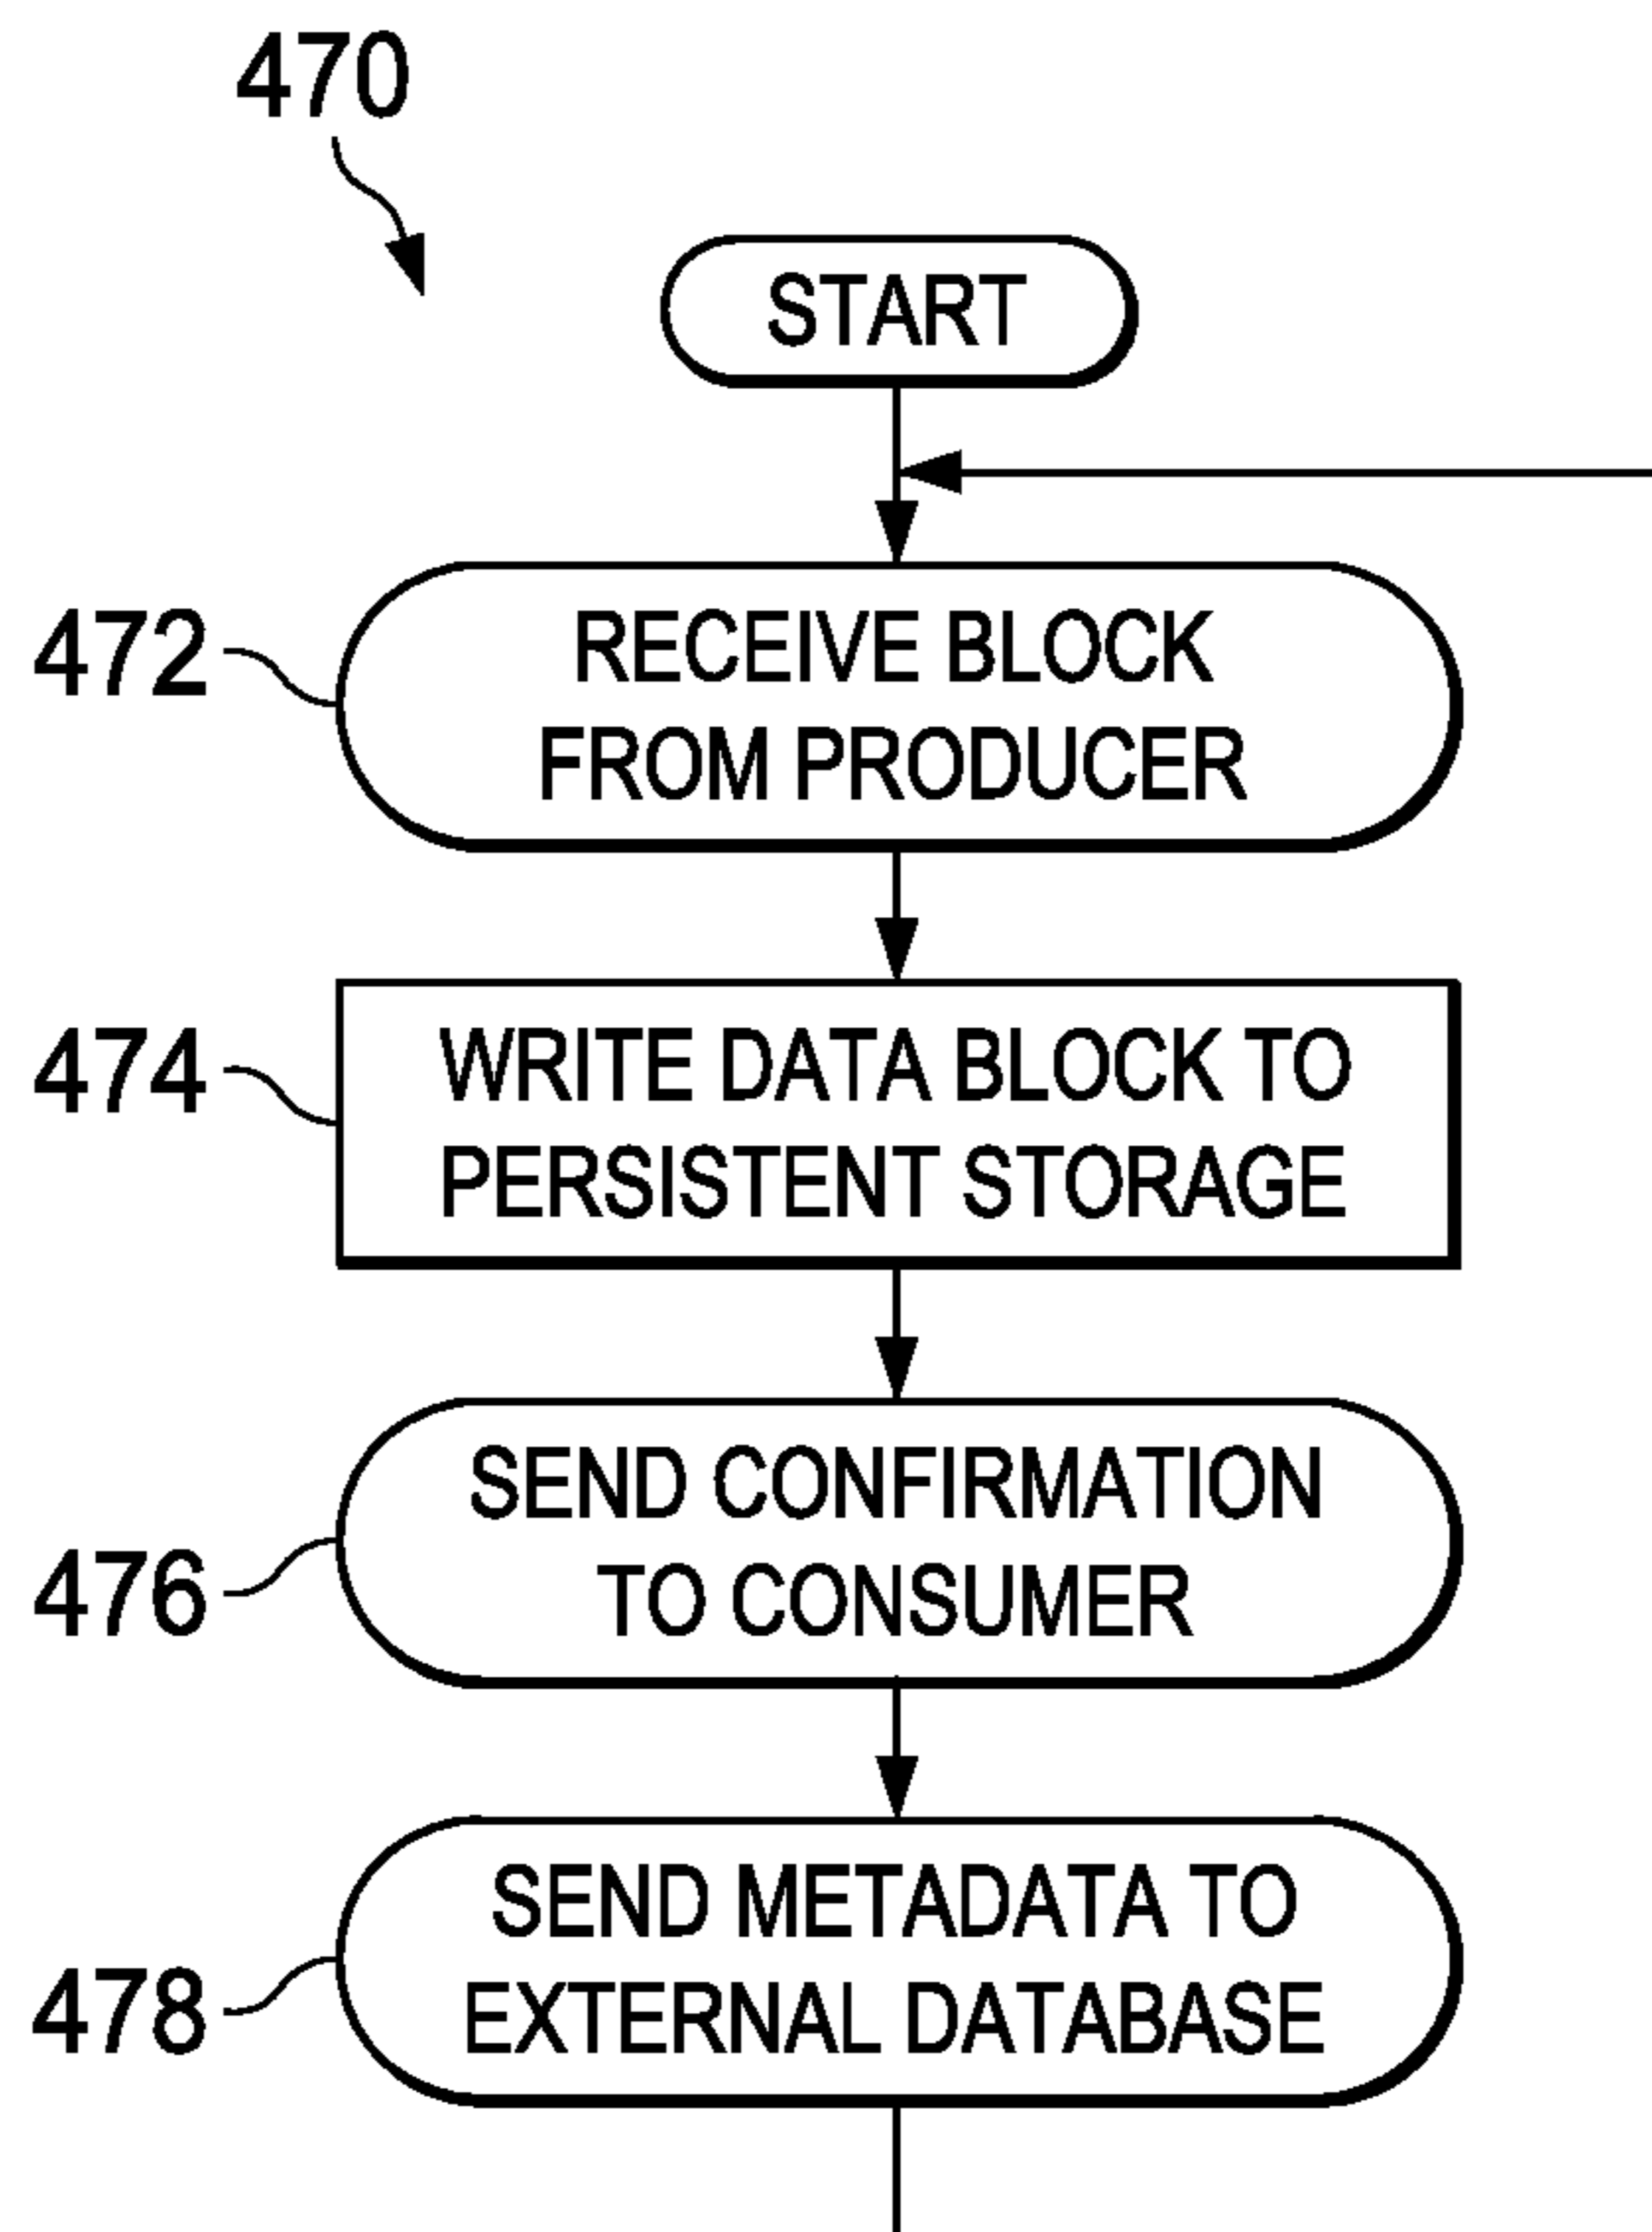 470
START
472
RECEIVE BLOCK
FROM PRODUCER
474
WRITE DATA BLOCK TO
PERSISTENT STORAGE
476
SEND CONFIRMATION
TO CONSUMER
478
SEND METADATA TO
EXTERNAL DATABASE